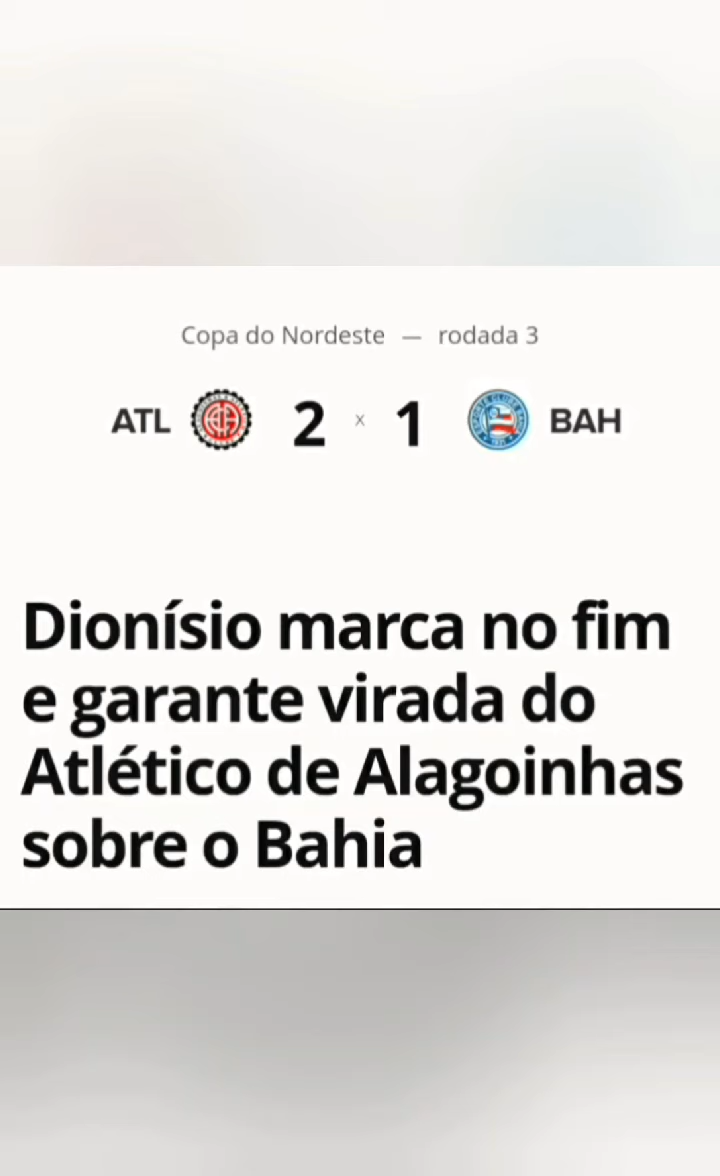 Copa do Nordeste — rodada 3
ATL 2 x 1 BAH
Dionísio marca no fim
e garante virada do
Atlético de Alagoinhas
sobre o Bahia